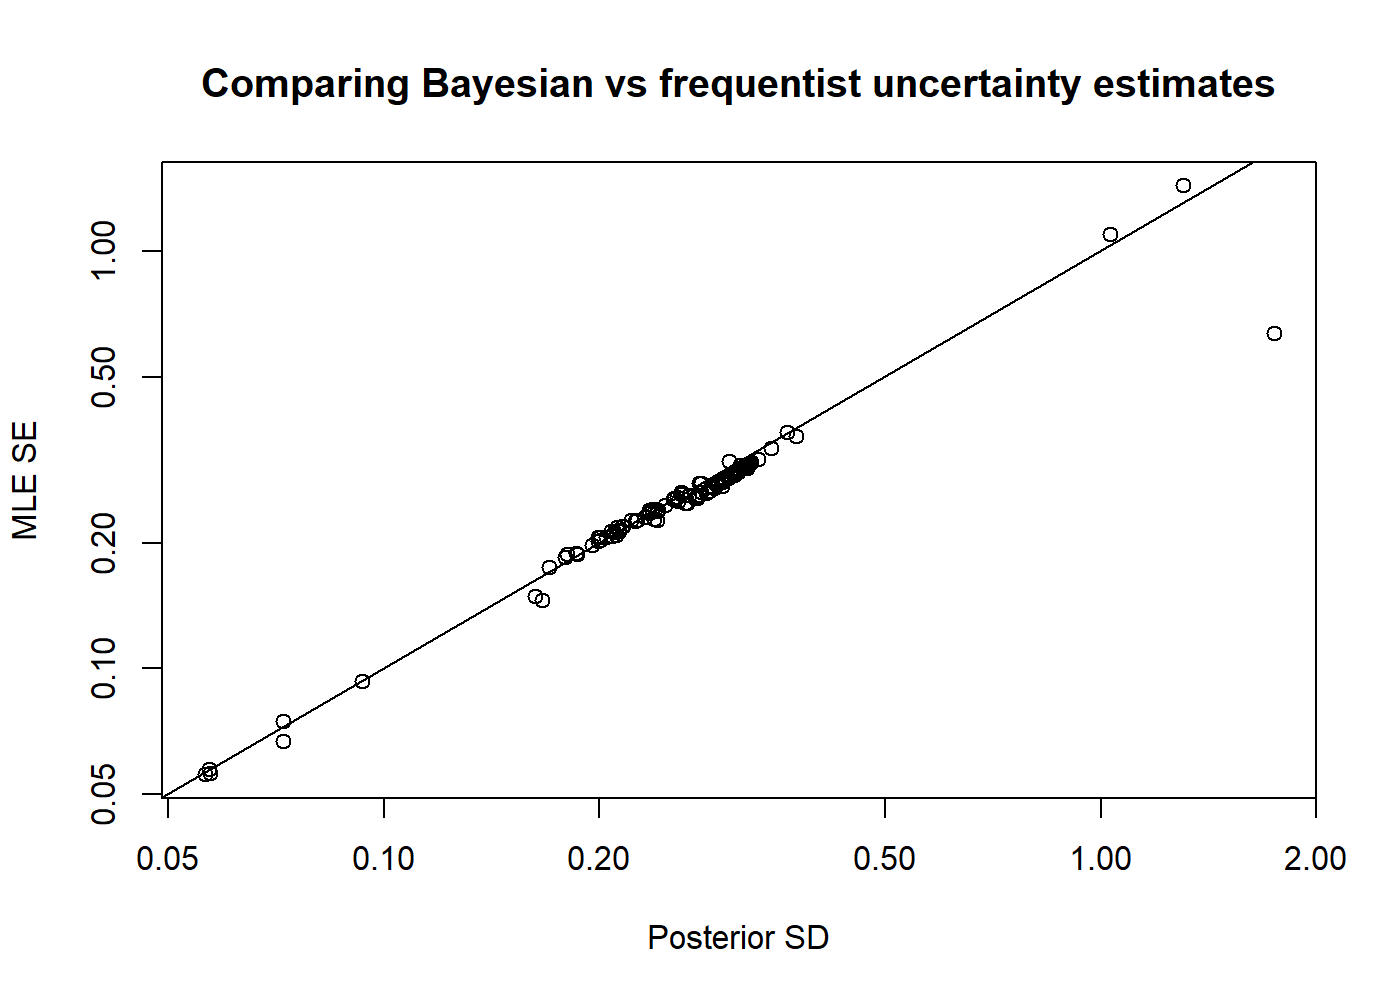 Comparing Bayesian vs frequentist uncertainty estimates
MLE SE
1.00
0.50
0.20
0.10
0.05
0.05 0.10 0.20 0.50 1.00 2.00
Posterior SD